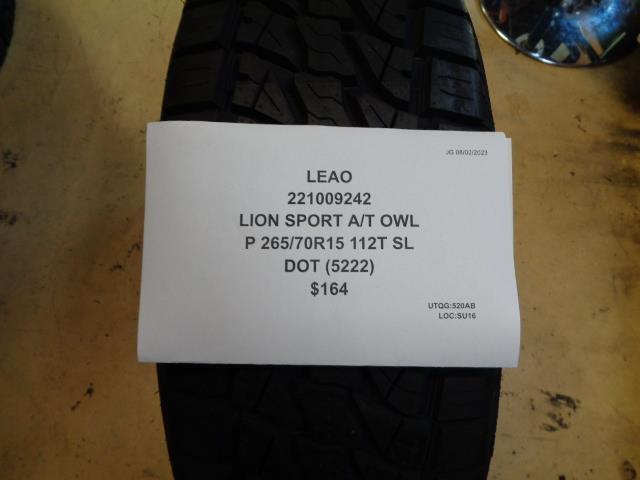 JG 08/02/2023
LEAO
221009242
LION SPORT A/T OWL
P 265/70R15 112T SL
DOT (5222)
$164
UTQG:520AB
LOC:SU16